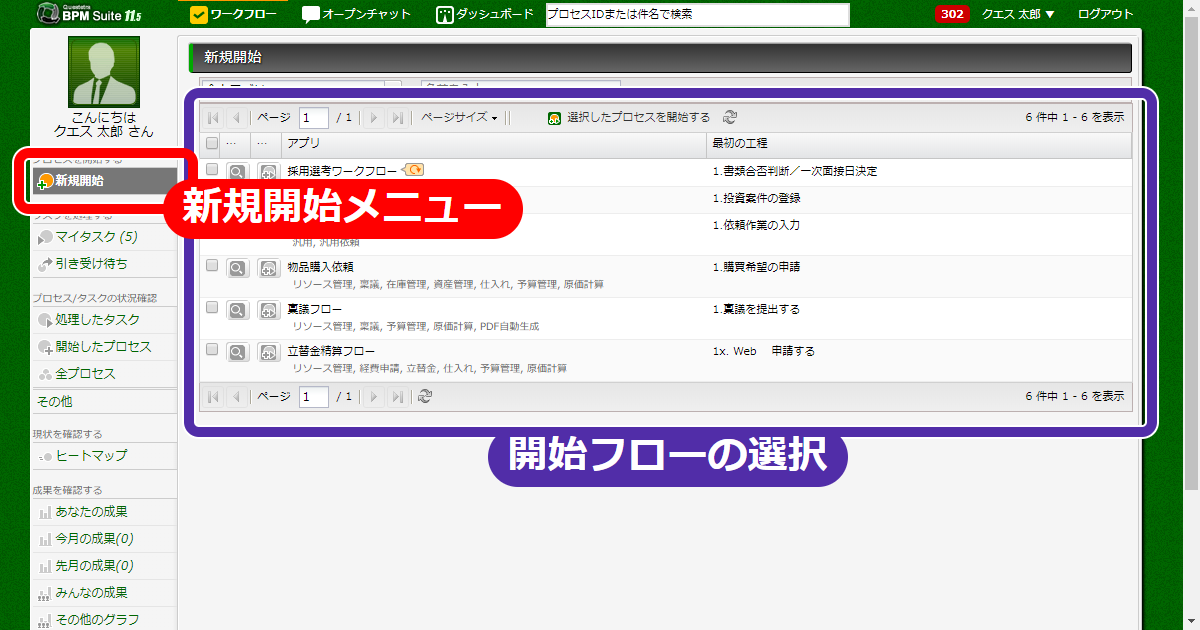 Questetra
BPM Suite 11.5
ワークフロー
オープンチャット
ダッシュボード
プロセスIDまたは件名で検索
302
クエス 太郎 ▼
ログアウト
こんにちは
クエス 太郎 さん
プロセスを開始する
新規開始
タスクを処理する
マイタスク (5)
引き受け待ち
プロセス/タスクの状況確認
処理したタスク
開始したプロセス
全プロセス
その他
現状を確認する
ヒートマップ
成果を確認する
あなたの成果
今月の成果(0)
先月の成果(0)
みんなの成果
その他のグラフ
新規開始
ページ 1 / 1 ページサイズ
選択したプロセスを開始する
6 件中 1 - 6 を表示
... ... アプリ 最初の工程
採用選考ワークフロー 1.書類合否判断／一次面接日決定
1.投資案件の登録
1.依頼作業の入力
汎用, 汎用依頼
物品購入依頼 1.購買希望の申請
リソース管理, 稟議, 在庫管理, 資産管理, 仕入れ, 予算管理, 原価計算
稟議フロー 1.稟議を提出する
リソース管理, 稟議, 予算管理, 原価計算, PDF自動生成
立替金精算フロー 1x. Web 申請する
リソース管理, 経費申請, 立替金, 仕入れ, 予算管理, 原価計算
ページ 1 / 1
6 件中 1 - 6 を表示
新規開始メニュー
開始フローの選択